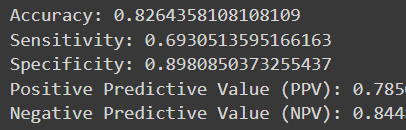 Accuracy: 0.8264358108108109
Sensitivity: 0.6930513595166163
Specificity: 0.8980850373255437
Positive Predictive Value (PPV): 0.785
Negative Predictive Value (NPV): 0.844